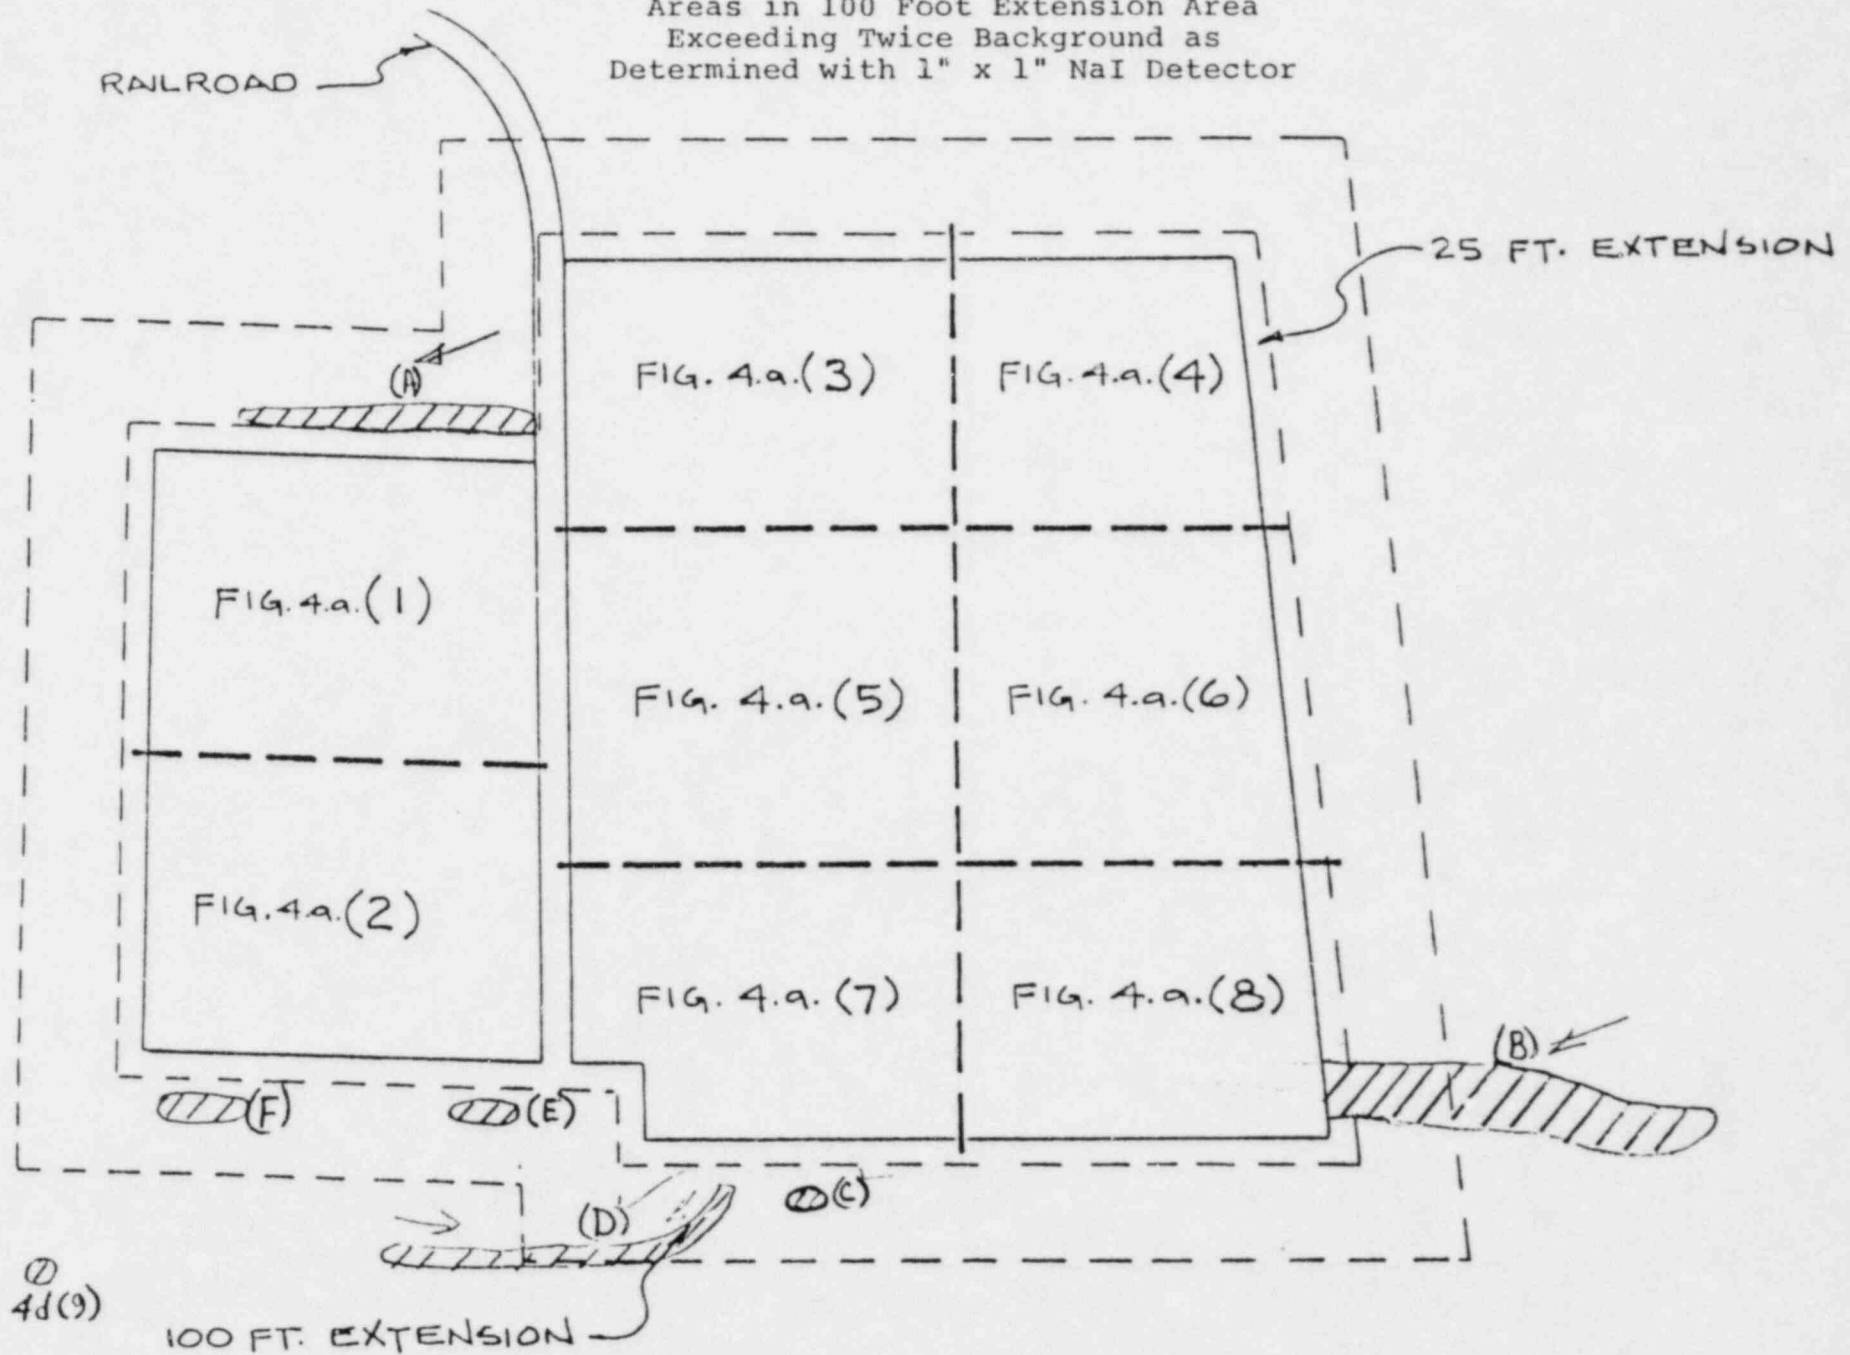 Areas in 100 Foot Extension Area
Exceeding Twice Background as
Determined with 1" x 1" NaI Detector
RAILROAD
25 FT. EXTENSION
(A)
FIG. 4.a.(3)
FIG. 4.a.(4)
FIG. 4.a.(1)
FIG. 4.a.(5)
FIG. 4.a.(6)
FIG. 4.a.(2)
FIG. 4.a.(7)
FIG. 4.a.(8)
(B)
(F)
(E)
(C)
(D)
4d(9)
100 FT. EXTENSION